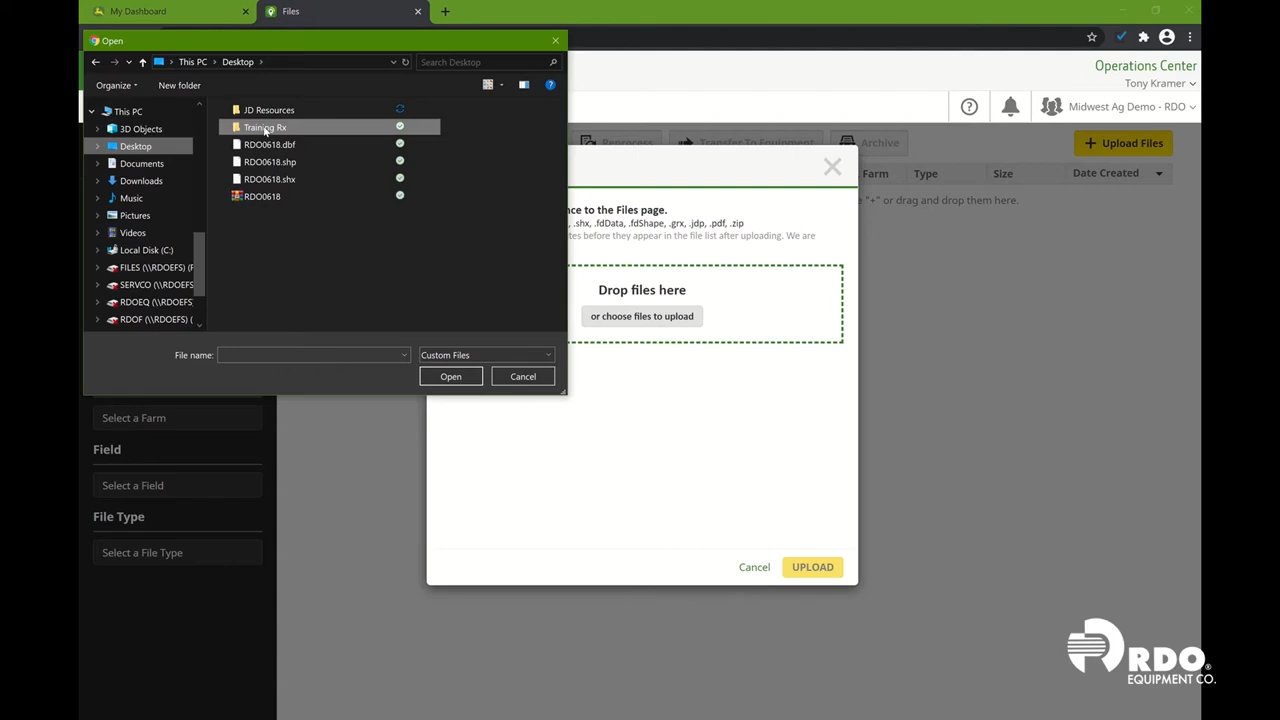 My Dashboard
Files
Open
This PC
Desktop
Search Desktop
Organize
New folder
This PC
3D Objects
Desktop
Documents
Downloads
Music
Pictures
Videos
Local Disk (C:)
FILES (\\RDOEFS) (F
SERVCO (\\RDOEFS
RDOEQ (\\RDOEFS)
RDOF (\\RDOEFS) (
JD Resources
Training Rx
RDO0618.dbf
RDO0618.shp
RDO0618.shx
RDO0618
File name:
Custom Files
Open
Cancel
Operations Center
Tony Kramer
Midwest Ag Demo - RDO
Reprocess
Transfer To Equipment
Archive
Upload Files
Farm
Type
Size
Date Created
"+" or drag and drop them here.
nce to the Files page.
, .shx, .fdData, .fdShape, .grx, .jdp, .pdf, .zip
tes before they appear in the file list after uploading. We are
Drop files here
or choose files to upload
Cancel
UPLOAD
Select a Farm
Field
Select a Field
File Type
Select a File Type
RDO
EQUIPMENT CO.